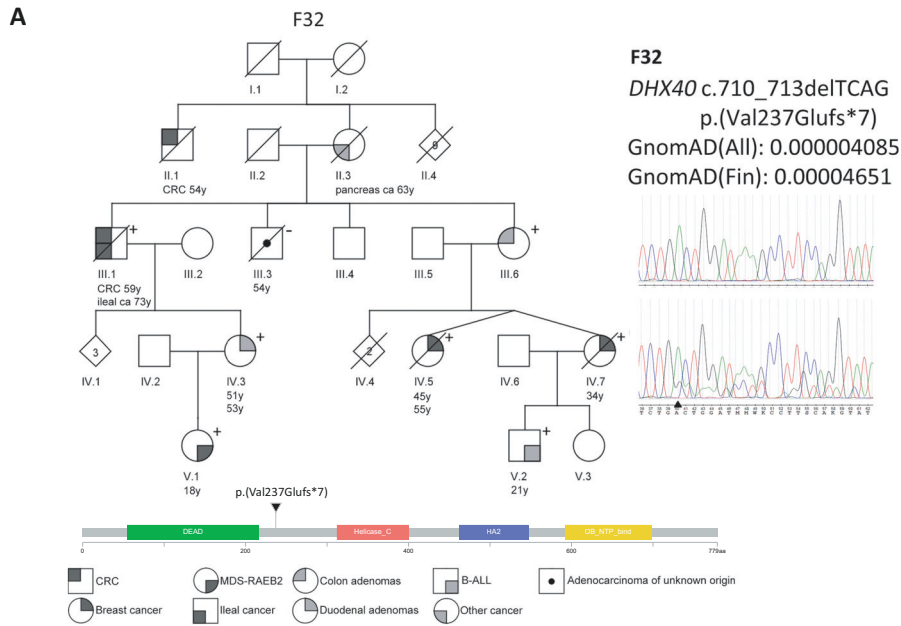 A
F32
I.1
I.2
II.1
CRC 54y
II.2
II.3
pancreas ca 63y
9
II.4
+
III.1
CRC 59y
ileal ca 73y
III.2
-
III.3
54y
III.4
III.5
+
III.6
3
IV.1
IV.2
+
IV.3
51y
53y
2
IV.4
+
IV.5
45y
55y
IV.6
+
IV.7
34y
+
V.1
18y
+
V.2
21y
V.3
F32
DHX40 c.710_713delTCAG
p.(Val237Glufs*7)
GnomAD(All): 0.000004085
GnomAD(Fin): 0.00004651
p.(Val237Glufs*7)
DEAD
Helicase_C
HA2
OB_NTP_bind
0
200
400
600
779aa
CRC
MDS-RAEB2
Colon adenomas
B-ALL
Adenocarcinoma of unknown origin
Breast cancer
Ileal cancer
Duodenal adenomas
Other cancer